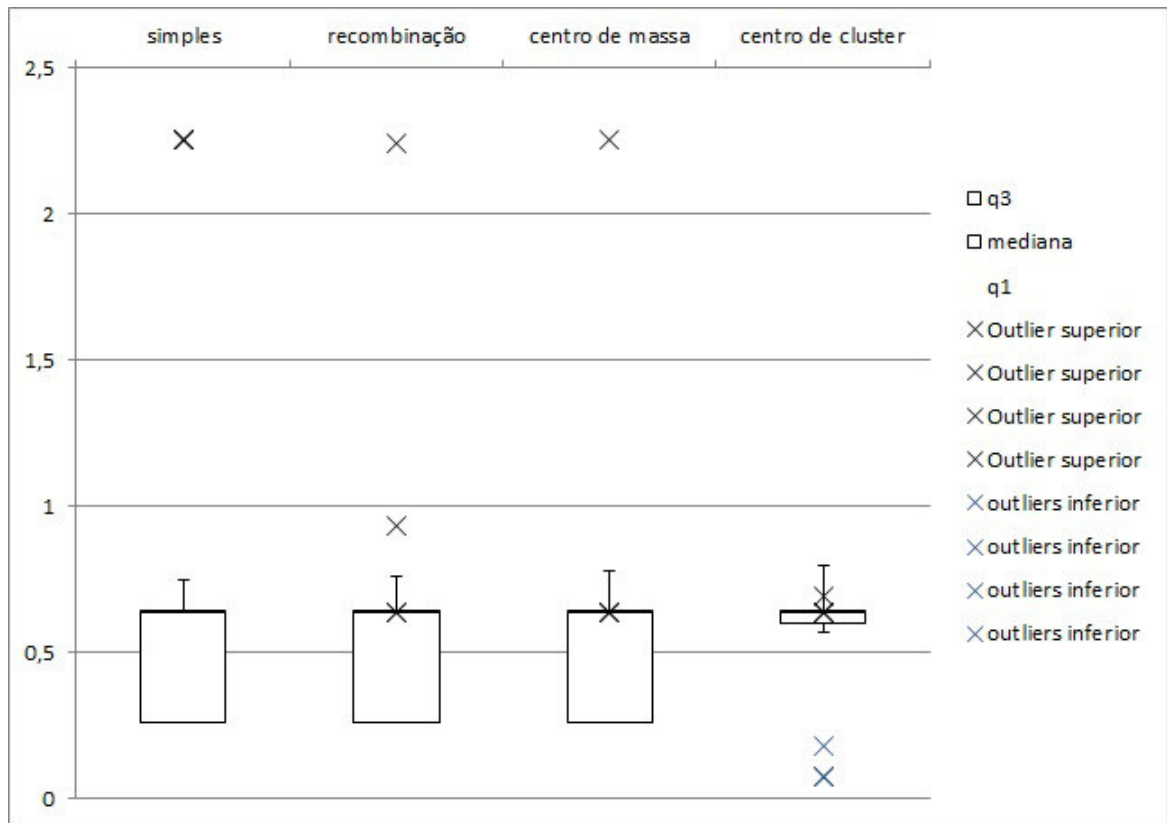 simples recombinação centro de massa centro de cluster
2,5
2
1,5
1
0,5
0
q3
mediana
q1
Outlier superior
Outlier superior
Outlier superior
Outlier superior
outliers inferior
outliers inferior
outliers inferior
outliers inferior